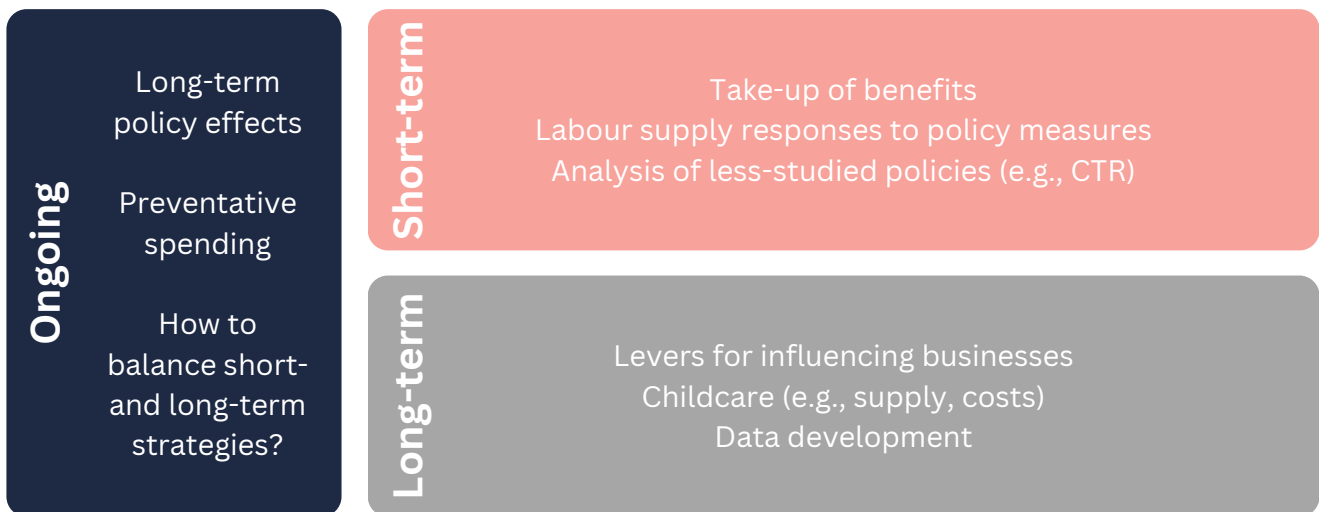 Ongoing
Long-term
policy effects
Preventative
spending
How to
balance short-
and long-term
strategies?
Short-term
Take-up of benefits
Labour supply responses to policy measures
Analysis of less-studied policies (e.g., CTR)
Long-term
Levers for influencing businesses
Childcare (e.g., supply, costs)
Data development